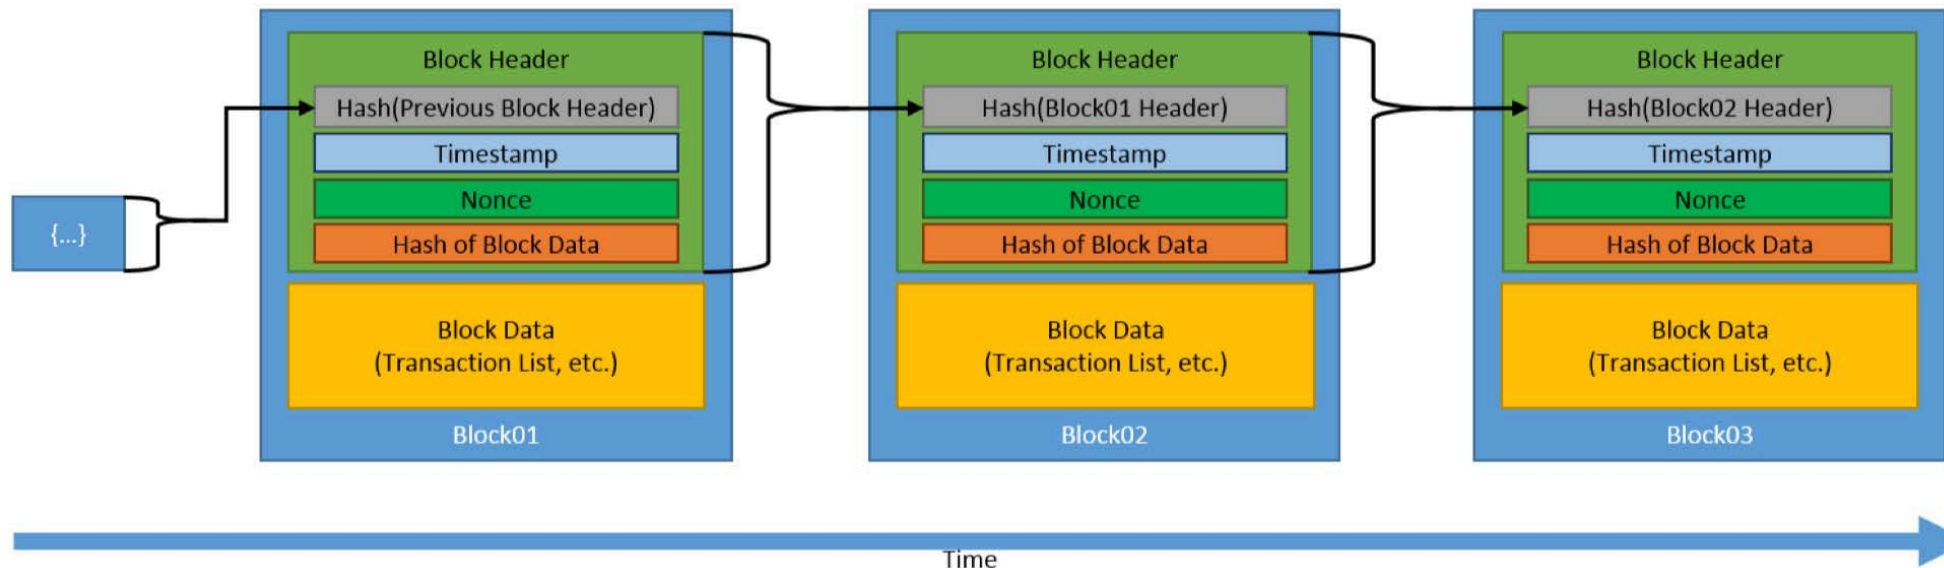 {...}
Block Header
Hash(Previous Block Header)
Timestamp
Nonce
Hash of Block Data
Block Data
(Transaction List, etc.)
Block01
Block Header
Hash(Block01 Header)
Timestamp
Nonce
Hash of Block Data
Block Data
(Transaction List, etc.)
Block02
Block Header
Hash(Block02 Header)
Timestamp
Nonce
Hash of Block Data
Block Data
(Transaction List, etc.)
Block03
Time